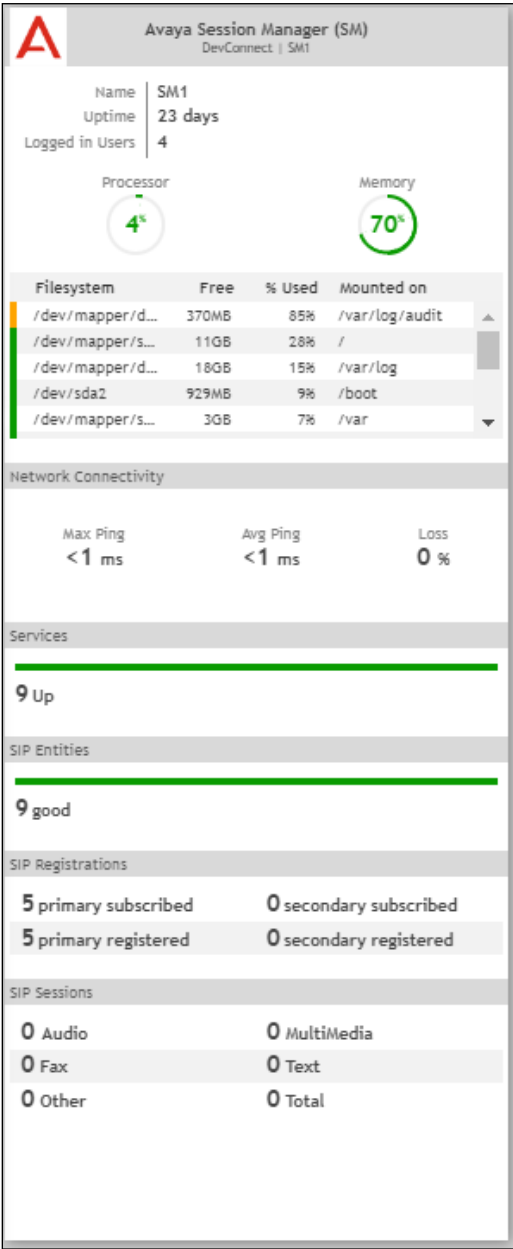 Avaya Session Manager (SM)
DevConnect | SM1
Name SM1
Uptime 23 days
Logged in Users 4
Processor Memory
4% 70%
Filesystem Free % Used Mounted on
/dev/mapper/d... 370MB 85% /var/log/audit
/dev/mapper/s... 11GB 28% /
/dev/mapper/d... 18GB 15% /var/log
/dev/sda2 929MB 9% /boot
/dev/mapper/s... 3GB 7% /var
Network Connectivity
Max Ping Avg Ping Loss
<1 ms <1 ms 0 %
Services
9 Up
SIP Entities
9 good
SIP Registrations
5 primary subscribed 0 secondary subscribed
5 primary registered 0 secondary registered
SIP Sessions
0 Audio 0 MultiMedia
0 Fax 0 Text
0 Other 0 Total